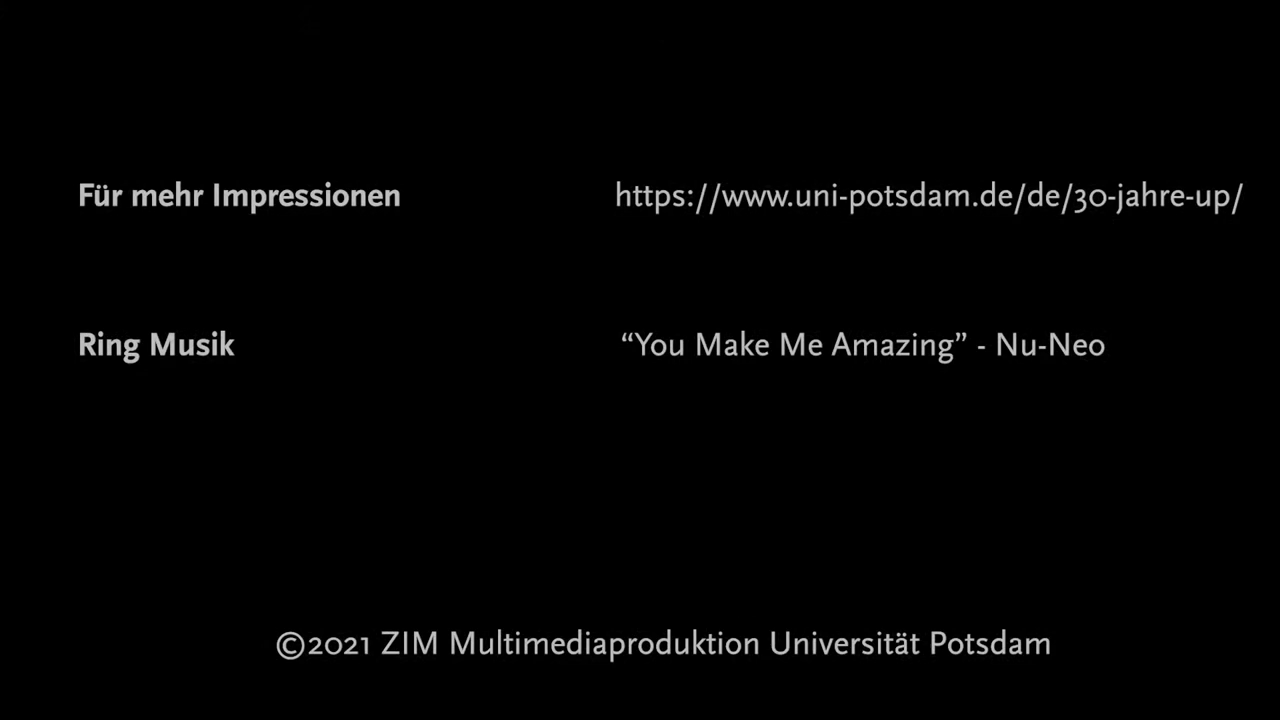 Für mehr Impressionen https://www.uni-potsdam.de/de/30-jahre-up/
Ring Musik “You Make Me Amazing” - Nu-Neo
©2021 ZIM Multimediaproduktion Universität Potsdam